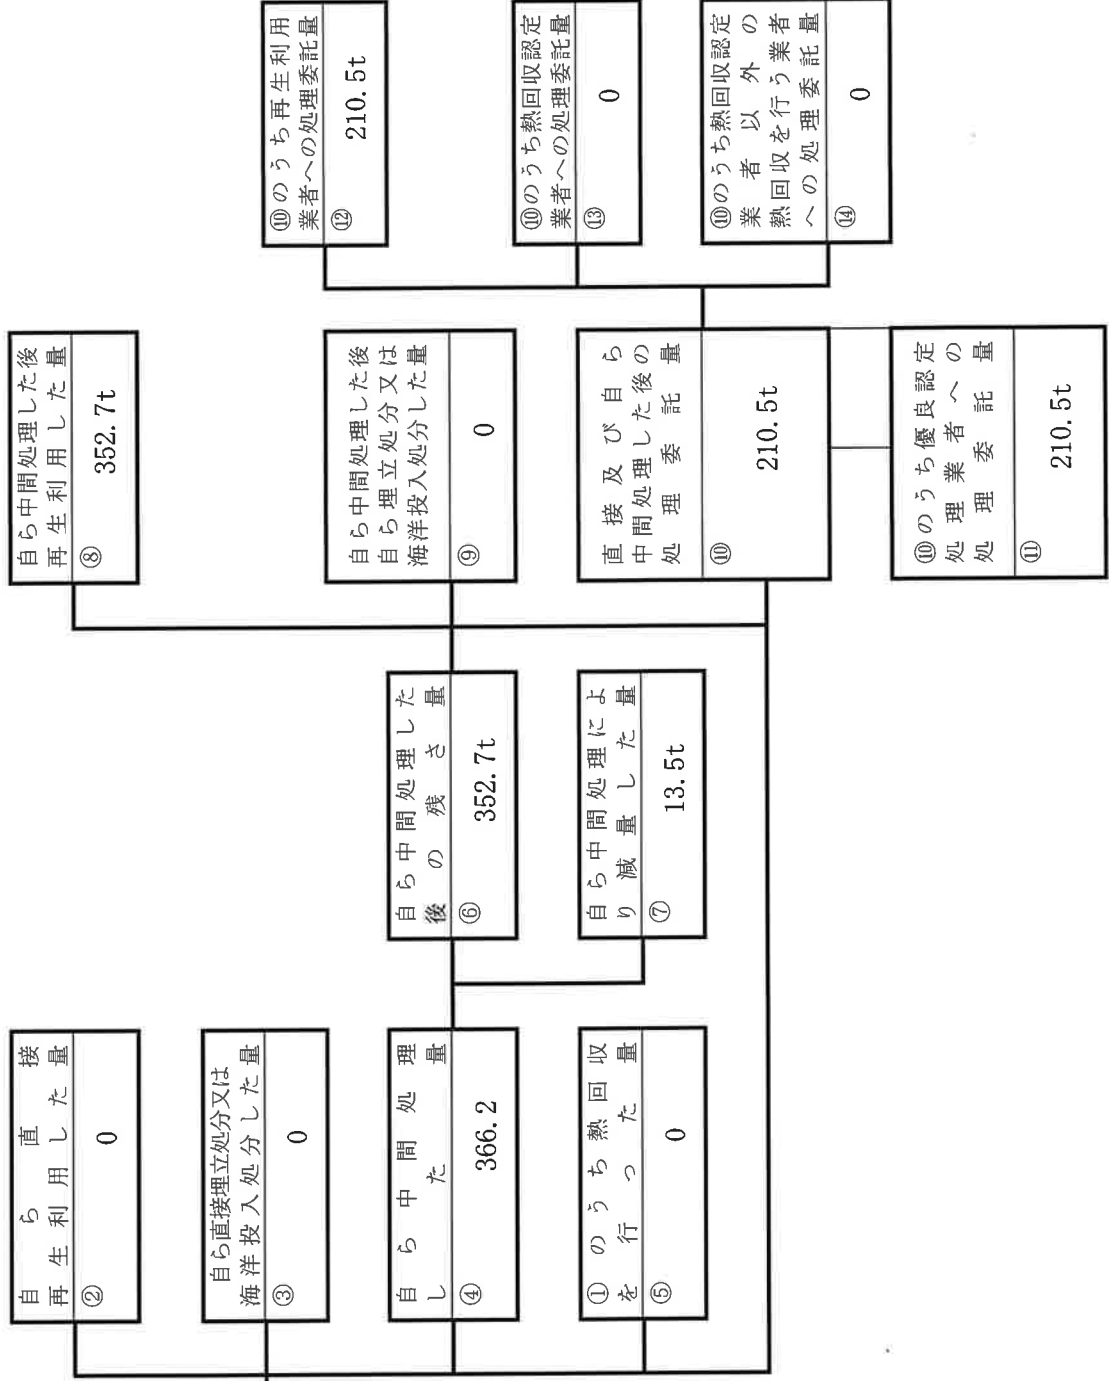 自ら直接
再生利用した量
② 0
自ら直接埋立処分又は
海洋投入処分した量
③ 0
自ら中間処理
した量
④ 366.2
①のうち熱回収
を行った量
⑤ 0
自ら中間処理した
後の残さ量
⑥ 352.7t
自ら中間処理によ
り減量した量
⑦ 13.5t
自ら中間処理した後
再生利用した量
⑧ 352.7t
自ら中間処理した後
自ら埋立処分又は
海洋投入処分した量
⑨ 0
直接及び自ら
中間処理した後の
処理委託量
⑩ 210.5t
⑩のうち優良認定
処理業者への
処理委託量
⑪ 210.5t
⑩のうち再生利用
業者への処理委託量
⑫ 210.5t
⑩のうち熱回収認定
業者への処理委託量
⑬ 0
⑩のうち熱回収認定
業者以外の
熱回収を行う業者
への処理委託量
⑭ 0